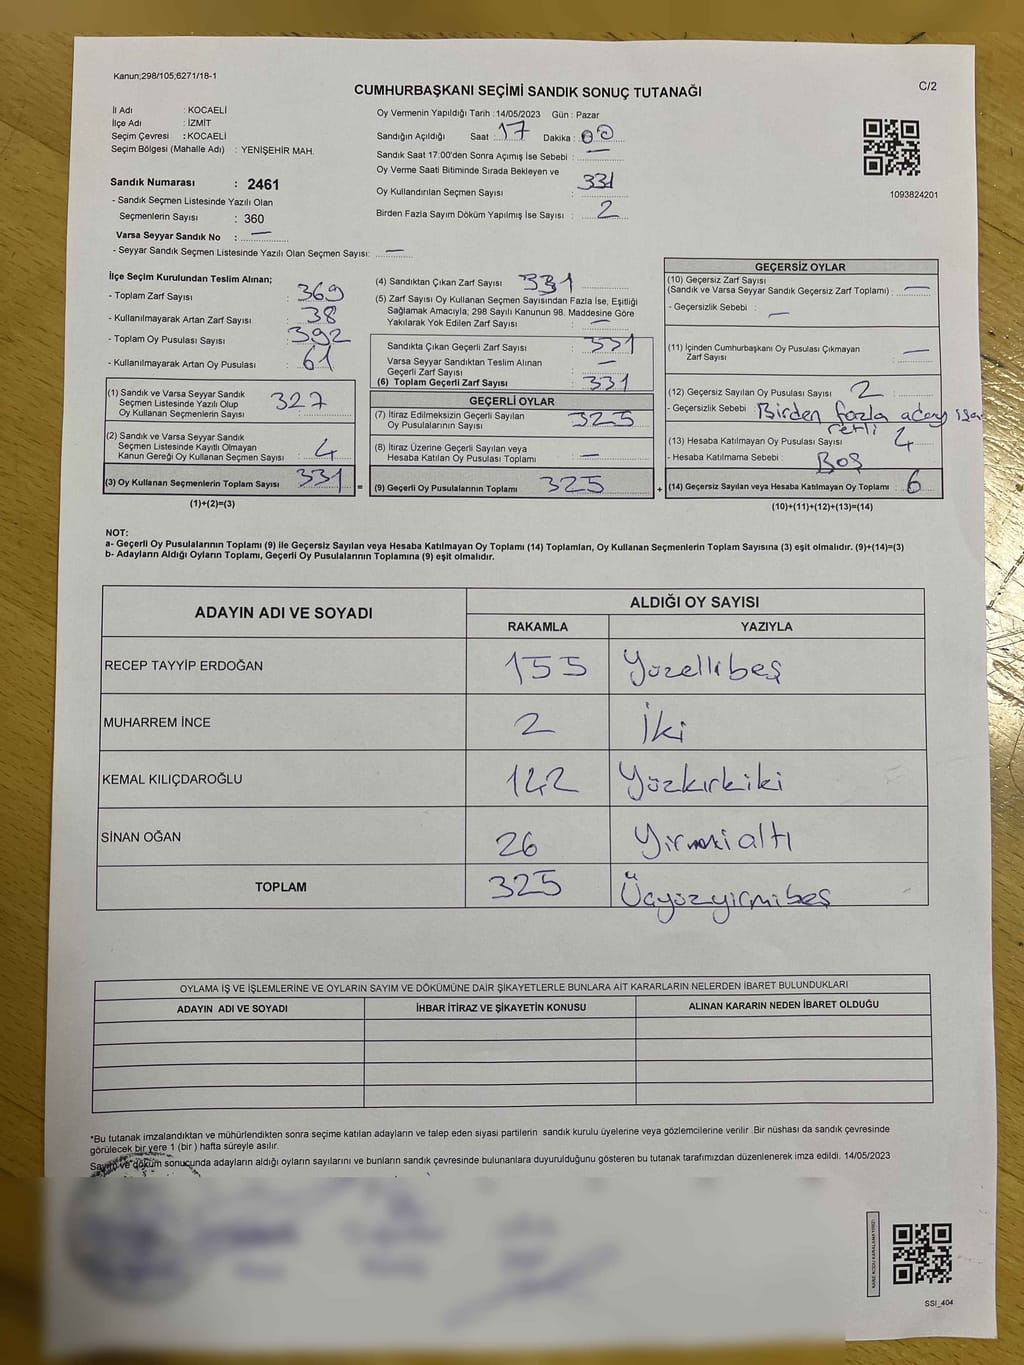 Kanun;298/105;6271/18-1
C/2
CUMHURBAŞKANI SEÇİMİ SANDIK SONUÇ TUTANAĞI
İl Adı : KOCAELİ
İlçe Adı : İZMİT
Seçim Çevresi : KOCAELİ
Seçim Bölgesi (Mahalle Adı) : YENİŞEHİR MAH.
Sandık Numarası : 2461
- Sandık Seçmen Listesinde Yazılı Olan
Seçmenlerin Sayısı : 360
Varsa Seyyar Sandık No : —
- Seyyar Sandık Seçmen Listesinde Yazılı Olan Seçmen Sayısı: —
Oy Vermenin Yapıldığı Tarih :14/05/2023 Gün : Pazar
Sandığın Açıldığı Saat : 17 Dakika : 00
Sandık Saat 17:00'den Sonra Açımış İse Sebebi : —
Oy Verme Saati Bitiminde Sırada Bekleyen ve
Oy Kullandırılan Seçmen Sayısı : 331
Birden Fazla Sayım Döküm Yapılmış İse Sayısı : 2
1093824201
İlçe Seçim Kurulundan Teslim Alınan;
- Toplam Zarf Sayısı : 369
- Kullanılmayarak Artan Zarf Sayısı : 38
- Toplam Oy Pusulası Sayısı : 392
- Kullanılmayarak Artan Oy Pusulası : 61
(1) Sandık ve Varsa Seyyar Sandık
Seçmen Listesinde Yazılı Olup
Oy Kullanan Seçmenlerin Sayısı 327
(2) Sandık ve Varsa Seyyar Sandık
Seçmen Listesinde Kayıtlı Olmayan
Kanun Gereği Oy Kullanan Seçmen Sayısı : 4
(3) Oy Kullanan Seçmenlerin Toplam Sayısı : 331
(1)+(2)=(3)
=
(4) Sandıktan Çıkan Zarf Sayısı : 331
(5) Zarf Sayısı Oy Kullanan Seçmen Sayısından Fazla İse, Eşitliği
Sağlamak Amacıyla, 298 Sayılı Kanunun 98. Maddesine Göre
Yakılarak Yok Edilen Zarf Sayısı : —
Sandıkta Çıkan Geçerli Zarf Sayısı : 331
Varsa Seyyar Sandıktan Teslim Alınan
Geçerli Zarf Sayısı : —
(6) Toplam Geçerli Zarf Sayısı : 331
GEÇERLİ OYLAR
(7) İtiraz Edilmeksizin Geçerli Sayılan
Oy Pusulalarının Sayısı : 325
(8) İtiraz Üzerine Geçerli Sayılan veya
Hesaba Katılan Oy Pusulası Toplamı : —
(9) Geçerli Oy Pusulalarının Toplamı : 325
+
GEÇERSİZ OYLAR
(10) Geçersiz Zarf Sayısı
(Sandık ve Varsa Seyyar Sandık Geçersiz Zarf Toplamı) : —
- Geçersizlik Sebebi : —
(11) İçinden Cumhurbaşkanı Oy Pusulası Çıkmayan
Zarf Sayısı : —
(12) Geçersiz Sayılan Oy Pusulası Sayısı : 2
- Geçersizlik Sebebi : Birden fazla aday işa
retli
(13) Hesaba Katılmayan Oy Pusulası Sayısı : 4
- Hesaba Katılmama Sebebi : Boş
(14) Geçersiz Sayılan veya Hesaba Katılmayan Oy Toplamı : 6
(10)+(11)+(12)+(13)=(14)
NOT:
a- Geçerli Oy Pusulalarının Toplamı (9) ile Geçersiz Sayılan veya Hesaba Katılmayan Oy Toplamı (14) Toplamları, Oy Kullanan Seçmenlerin Toplam Sayısına (3) eşit olmalıdır. (9)+(14)=(3)
b- Adayların Aldığı Oyların Toplamı, Geçerli Oy Pusulalarının Toplamına (9) eşit olmalıdır.
ADAYIN ADI VE SOYADI
ALDIĞI OY SAYISI
RAKAMLA YAZIYLA
RECEP TAYYİP ERDOĞAN 155 Yüzellibeş
MUHARREM İNCE 2 İki
KEMAL KILIÇDAROĞLU 142 Yüzkırkiki
SİNAN OĞAN 26 Yirmialtı
TOPLAM 325 Üçyüzyirmibeş
OYLAMA İŞ VE İŞLEMLERİNE VE OYLARIN SAYIM VE DÖKÜMÜNE DAİR ŞİKAYETLERLE BUNLARA AİT KARARLARIN NELERDEN İBARET BULUNDUKLARI
ADAYIN ADI VE SOYADI İHBAR İTİRAZ VE ŞİKAYETİN KONUSU ALINAN KARARIN NEDEN İBARET OLDUĞU
*Bu tutanak imzalandıktan ve mühürlendikten sonra seçime katılan adayların ve talep eden siyasi partilerin sandık kurulu üyelerine veya gözlemcilerine verilir .Bir nüshası da sandık çevresinde
görülecek bir yere 1 (bir ) hafta süreyle asılır.
Sayım ve döküm sonucunda adayların aldığı oyların sayılarını ve bunların sandık çevresinde bulunanlara duyurulduğunu gösteren bu tutanak tarafımızdan düzenlenerek imza edildi. 14/05/2023
SSI_404